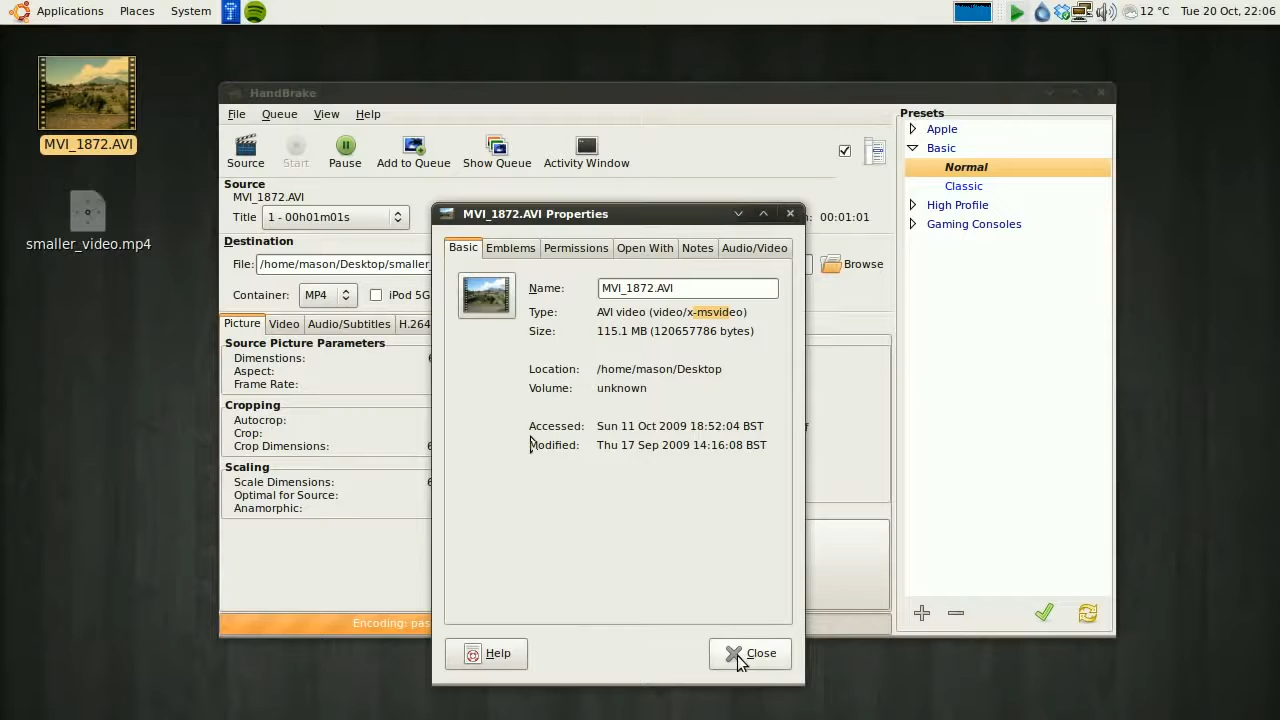 Applications Places System
12 °C Tue 20 Oct, 22:06
MVI_1872.AVI
smaller_video.mp4
HandBrake
File Queue View Help
Source Start Pause Add to Queue Show Queue Activity Window
Source
MVI_1872.AVI
Title 1 - 00h01m01s
00:01:01
Destination
File: /home/mason/Desktop/smaller_
Browse
Container: MP4 iPod 5G
Picture Video Audio/Subtitles H.264
Source Picture Parameters
Dimenstions:
Aspect:
Frame Rate:
Cropping
Autocrop:
Crop:
Crop Dimensions:
Scaling
Scale Dimensions:
Optimal for Source:
Anamorphic:
Encoding: pas
Presets
Apple
Basic
Normal
Classic
High Profile
Gaming Consoles
MVI_1872.AVI Properties
Basic Emblems Permissions Open With Notes Audio/Video
Name: MVI_1872.AVI
Type: AVI video (video/x-msvideo)
Size: 115.1 MB (120657786 bytes)
Location: /home/mason/Desktop
Volume: unknown
Accessed: Sun 11 Oct 2009 18:52:04 BST
Modified: Thu 17 Sep 2009 14:16:08 BST
Help Close